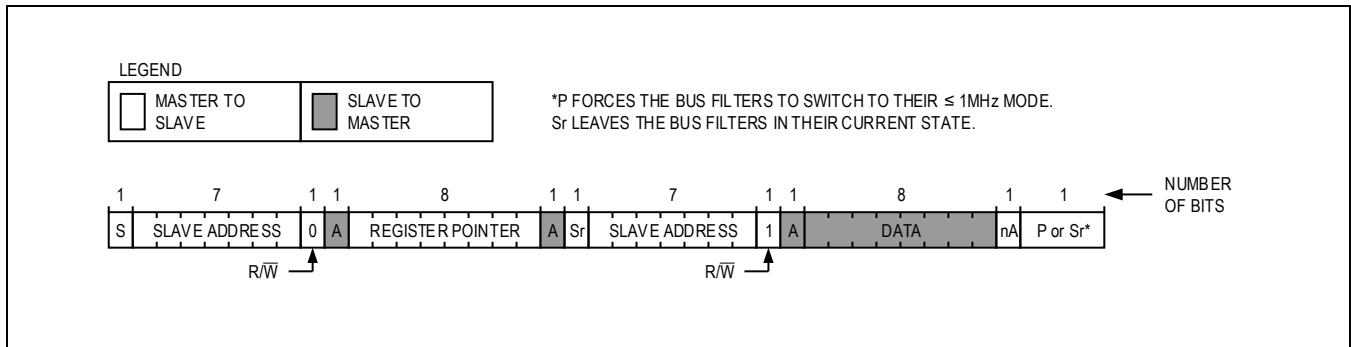 LEGEND
MASTER TO
SLAVE
SLAVE TO
MASTER
*P FORCES THE BUS FILTERS TO SWITCH TO THEIR ≤ 1MHz MODE.
Sr LEAVES THE BUS FILTERS IN THEIR CURRENT STATE.
1 7 1 1 8 1 1 7 1 1 8 1 1
NUMBER
OF BITS
S SLAVE ADDRESS 0 A REGISTER POINTER A Sr SLAVE ADDRESS 1 A DATA nA P or Sr*
R/W̅ R/W̅